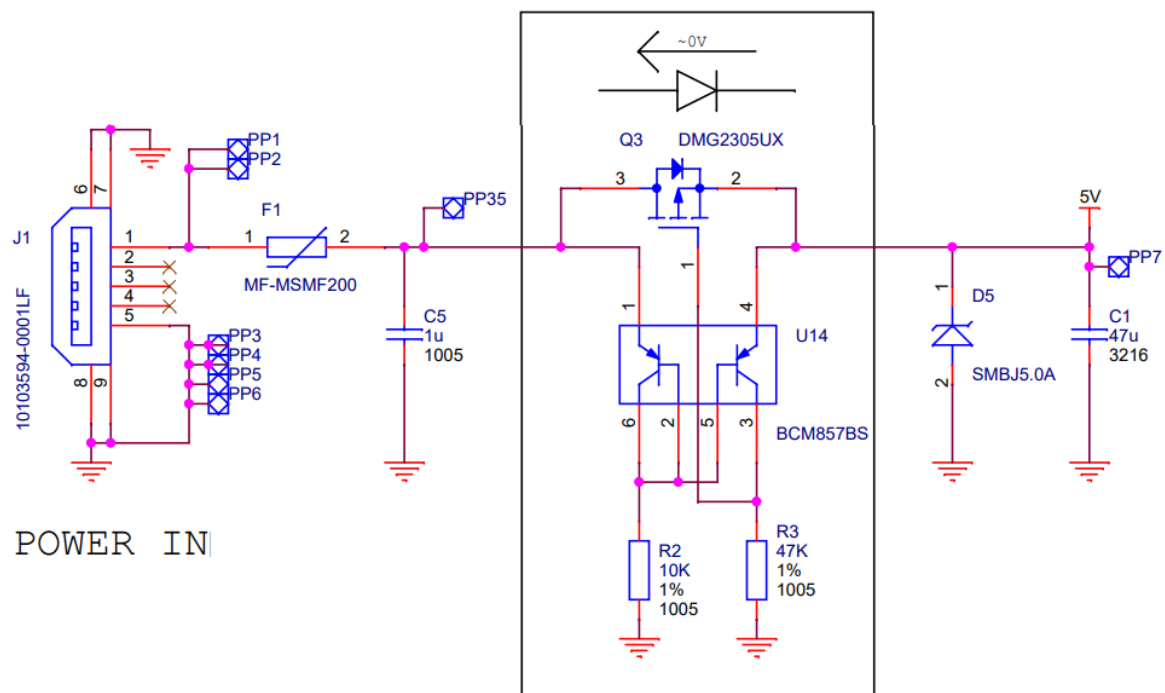 ~0V
Q3 DMG2305UX
3 2
1
PP1
PP2
6 7
J1
1
2
3
4
5
10103594-0001LF
8 9
PP3
PP4
PP5
PP6
F1
1 2
MF-MSMF200
PP35
C5
1u
1005
1 4
U14
6 2 5 3
BCM857BS
R2
10K
1%
1005
R3
47K
1%
1005
5V
PP7
1
D5
2
SMBJ5.0A
C1
47u
3216
POWER IN